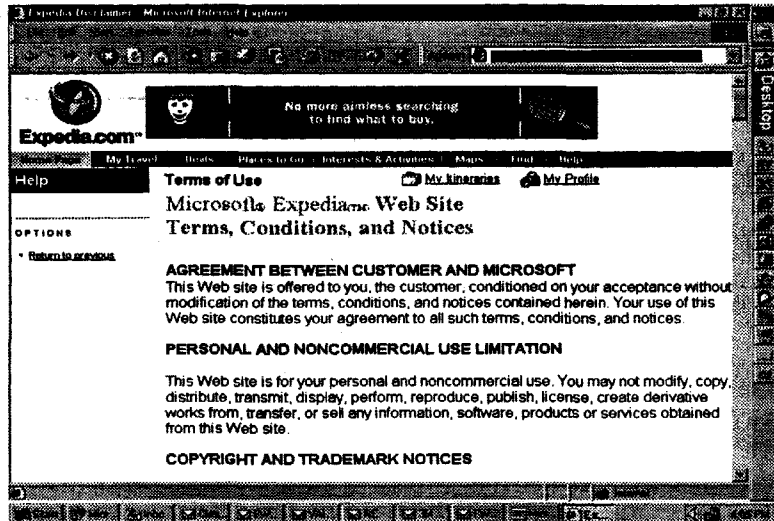 Expedia Disclaimer - Microsoft Internet Explorer
Desktop
No more aimless searching
to find what to buy.
Expedia.com
My Travel Deals Places to Go Interests & Activities Maps Find Help
Help
Terms of Use
My Itineraries
My Profile
Microsoft® Expedia™ Web Site
Terms, Conditions, and Notices
OPTIONS
• Return to previous
AGREEMENT BETWEEN CUSTOMER AND MICROSOFT
This Web site is offered to you, the customer, conditioned on your acceptance without
modification of the terms, conditions, and notices contained herein. Your use of this
Web site constitutes your agreement to all such terms, conditions, and notices.
PERSONAL AND NONCOMMERCIAL USE LIMITATION
This Web site is for your personal and noncommercial use. You may not modify, copy,
distribute, transmit, display, perform, reproduce, publish, license, create derivative
works from, transfer, or sell any information, software, products or services obtained
from this Web site.
COPYRIGHT AND TRADEMARK NOTICES